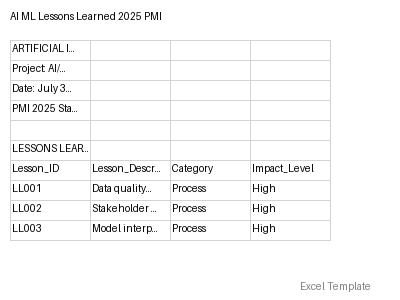 AI ML Lessons Learned 2025 PMI
ARTIFICIAL I...
Project: AI/...
Date: July 3...
PMI 2025 Sta...
LESSONS LEAR...
Lesson_ID Lesson_Descr... Category Impact_Level
LL001 Data quality... Process High
LL002 Stakeholder ... Process High
LL003 Model interp... Process High
Excel Template